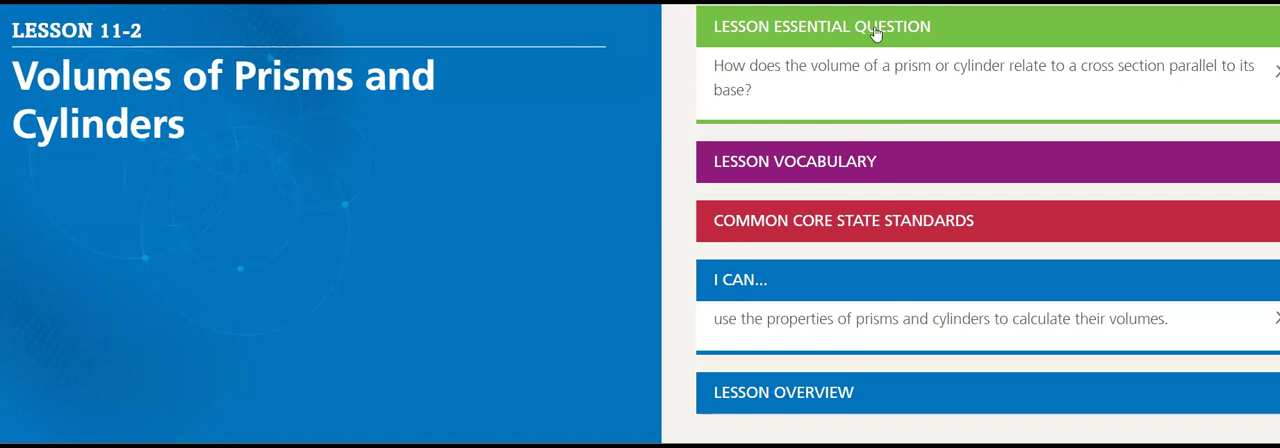 LESSON 11-2
Volumes of Prisms and
Cylinders
LESSON ESSENTIAL QUESTION
How does the volume of a prism or cylinder relate to a cross section parallel to its
base?
LESSON VOCABULARY
COMMON CORE STATE STANDARDS
I CAN...
use the properties of prisms and cylinders to calculate their volumes.
LESSON OVERVIEW